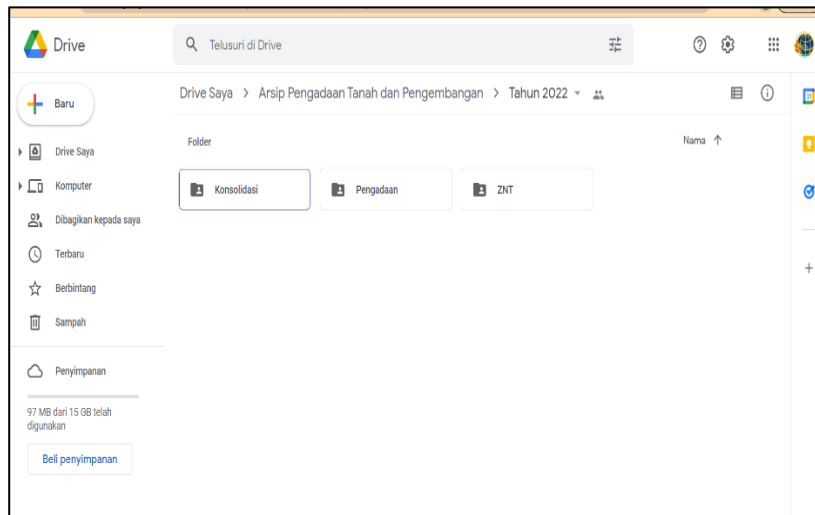 Drive
Telusuri di Drive
Baru
Drive Saya > Arsip Pengadaan Tanah dan Pengembangan > Tahun 2022
Folder
Nama
Drive Saya
Komputer
Dibagikan kepada saya
Terbaru
Berbintang
Sampah
Penyimpanan
97 MB dari 15 GB telah
digunakan
Beli penyimpanan
Konsolidasi
Pengadaan
ZNT